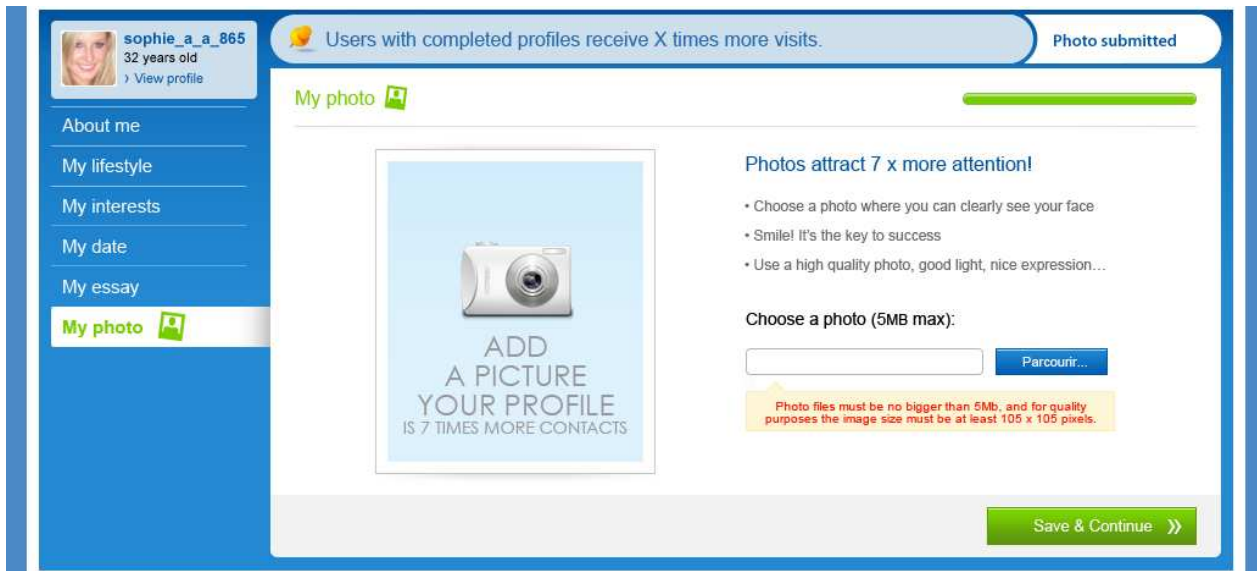 sophie_a_a_865
32 years old
› View profile
About me
My lifestyle
My interests
My date
My essay
My photo
Users with completed profiles receive X times more visits.
Photo submitted
My photo
ADD
A PICTURE
YOUR PROFILE
IS 7 TIMES MORE CONTACTS
Photos attract 7 x more attention!
• Choose a photo where you can clearly see your face
• Smile! It's the key to success
• Use a high quality photo, good light, nice expression...
Choose a photo (5MB max):
Parcourir...
Photo files must be no bigger than 5Mb, and for quality
purposes the image size must be at least 105 x 105 pixels.
Save & Continue »